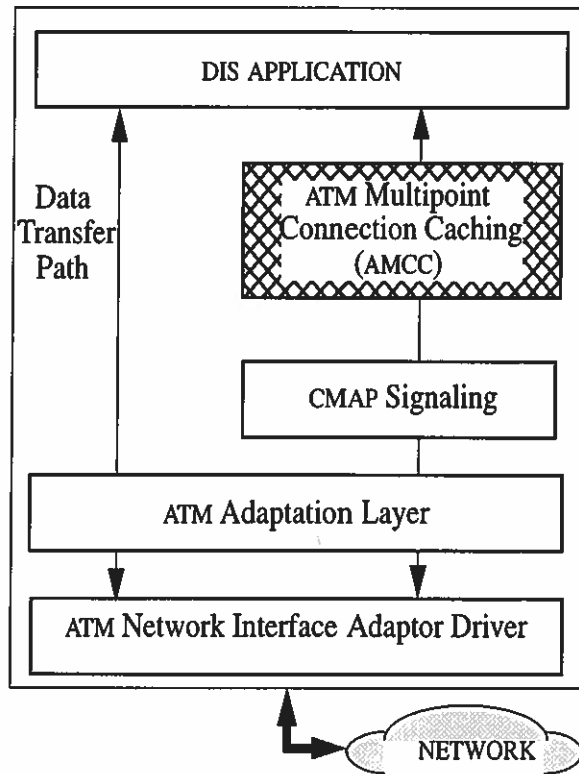 DIS APPLICATION
Data
Transfer
Path
ATM Multipoint
Connection Caching
(AMCC)
CMAP Signaling
ATM Adaptation Layer
ATM Network Interface Adaptor Driver
NETWORK